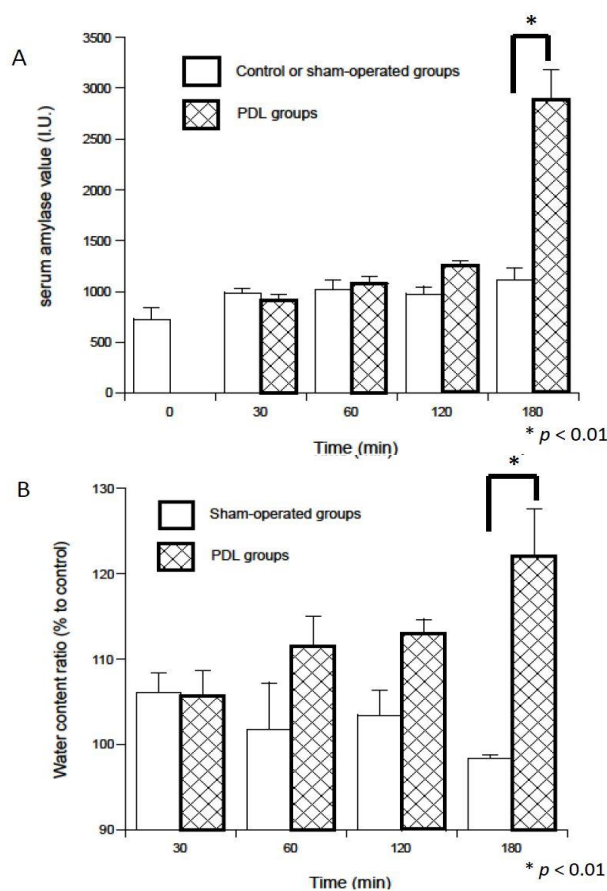 A
serum amylase value (I.U.)
3500
3000
2500
2000
1500
1000
500
0
Control or sham-operated groups
PDL groups
*
0 30 60 120 180
Time (min)
* p < 0.01
B
Water content ratio (% to control)
130
120
110
100
90
Sham-operated groups
PDL groups
*
30 60 120 180
Time (min)
* p < 0.01